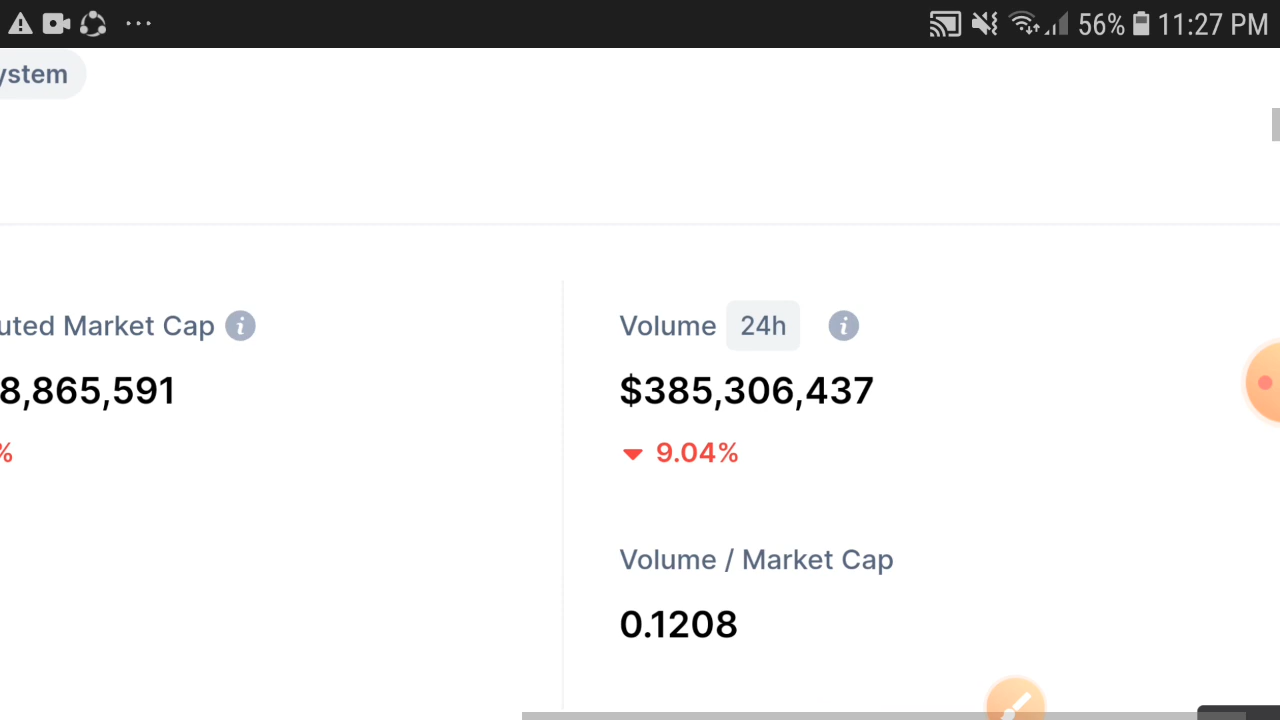 56% 11:27 PM
ystem
uted Market Cap
8,865,591
%
Volume 24h
$385,306,437
9.04%
Volume / Market Cap
0.1208